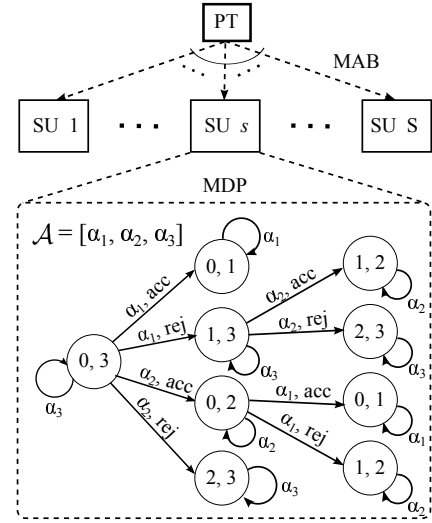 PT
MAB
SU 1 ... SU s ... SU S
MDP
𝒜 = [α₁, α₂, α₃]
α₁
0, 1
α₁, acc
α₂, acc
1, 2
α₂
α₁, rej
1, 3
α₂, rej
2, 3
0, 3
α₃
α₃
α₃
α₂, acc
0, 2
α₁, acc
0, 1
α₂
α₁
α₂, rej
α₁, rej
2, 3
α₃
1, 2
α₂